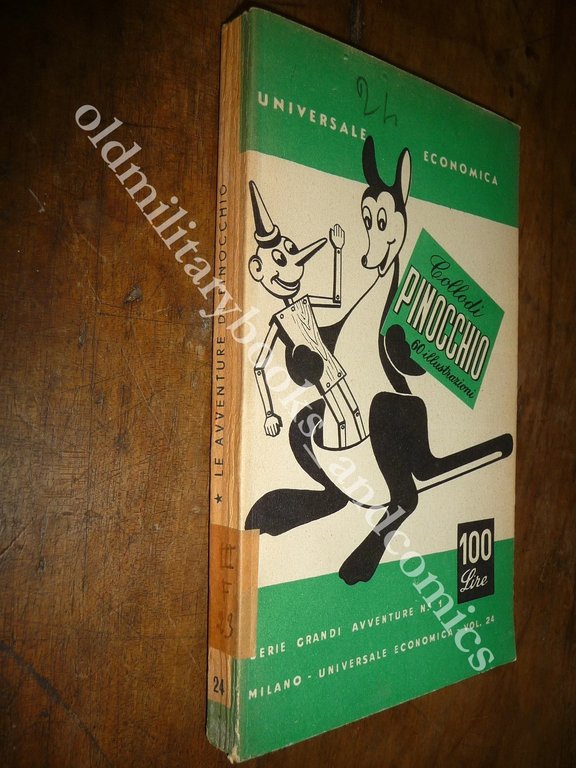 24
UNIVERSALE ECONOMICA
Collodi
PINOCCHIO
60 illustrazioni
100
Lire
SERIE GRANDI AVVENTURE N.
MILANO - UNIVERSALE ECONOMICA - VOL. 24
★ LE AVVENTURE DI PINOCCHIO
24
oldmilitarybooks_andcomics